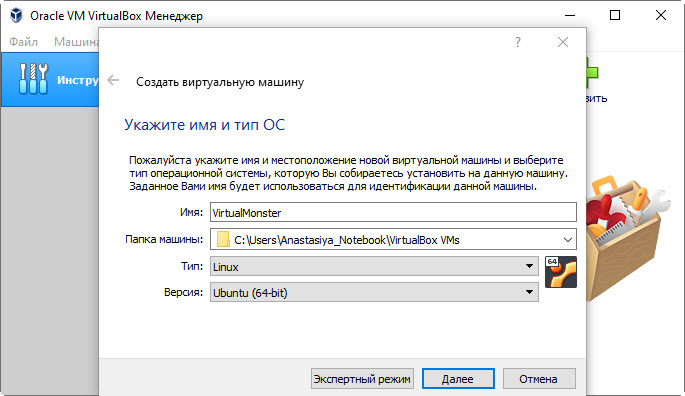 Oracle VM VirtualBox Менеджер
Файл Машина
?
Инстру
Создать виртуальную машину
зить
Укажите имя и тип ОС
Пожалуйста укажите имя и местоположение новой виртуальной машины и выберите
тип операционной системы, которую Вы собираетесь установить на данную машину.
Заданное Вами имя будет использоваться для идентификации данной машины.
Имя: VirtualMonster
Папка машины: C:\Users\Anastasiya_Notebook\VirtualBox VMs
Тип: Linux
64
Версия: Ubuntu (64-bit)
Экспертный режим Далее Отмена